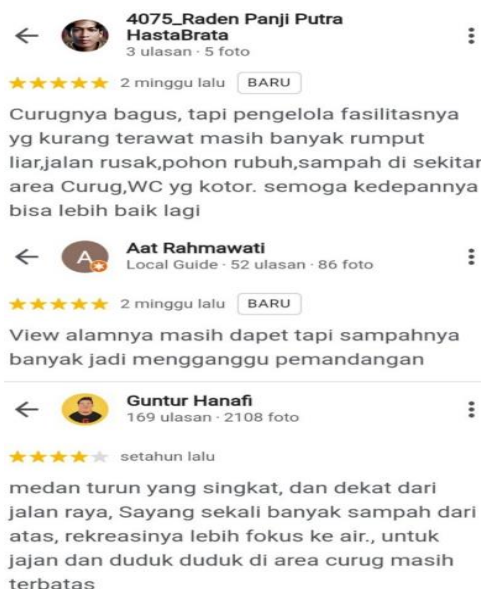 4075_Raden Panji Putra
HastaBrata
3 ulasan · 5 foto
2 minggu lalu BARU
Curugnya bagus, tapi pengelola fasilitasnya
yg kurang terawat masih banyak rumput
liar,jalan rusak,pohon rubuh,sampah di sekitar
area Curug,WC yg kotor. semoga kedepannya
bisa lebih baik lagi
A
Aat Rahmawati
Local Guide · 52 ulasan · 86 foto
2 minggu lalu BARU
View alamnya masih dapet tapi sampahnya
banyak jadi mengganggu pemandangan
Guntur Hanafi
169 ulasan · 2108 foto
setahun lalu
medan turun yang singkat, dan dekat dari
jalan raya, Sayang sekali banyak sampah dari
atas, rekreasinya lebih fokus ke air., untuk
jajan dan duduk duduk di area curug masih
terbatas